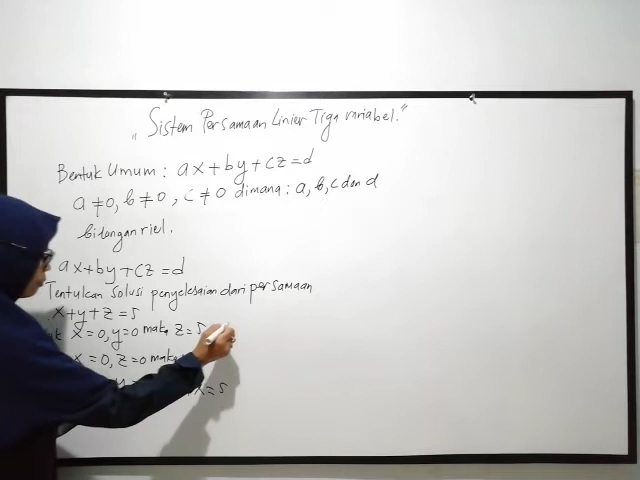 "Sistem Persamaan Linier Tiga variabel."
Bentuk Umum : ax+by+cz=d
a≠0, b≠0, c≠0 dimana : a, b, c dan d
bilangan riel.
ax+by+cz=d
Tentukan solusi penyelesaian dari persamaan
x+y+z=5
x=0, y=0 maka z=5
x=0, z=0 maka
x=5